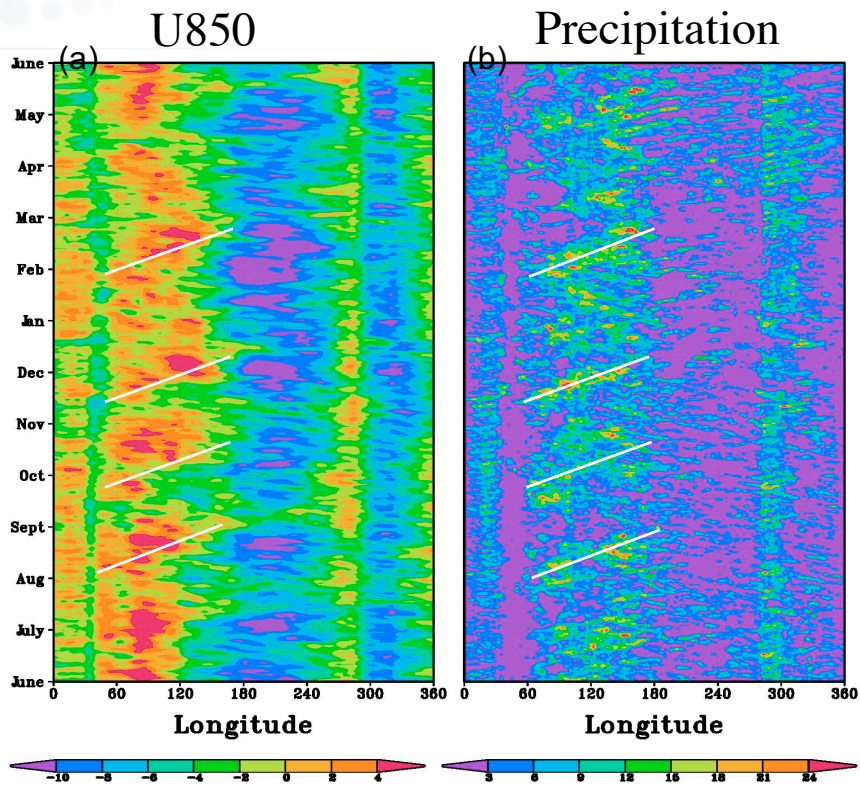 U850 Precipitation
(a) (b)
June
May
Apr
Mar
Feb
Jan
Dec
Nov
Oct
Sept
Aug
July
June
0 60 120 180 240 300 360 0 60 120 180 240 300 360
Longitude Longitude
-10 -8 -6 -4 -2 0 2 4 3 6 9 12 15 18 21 24